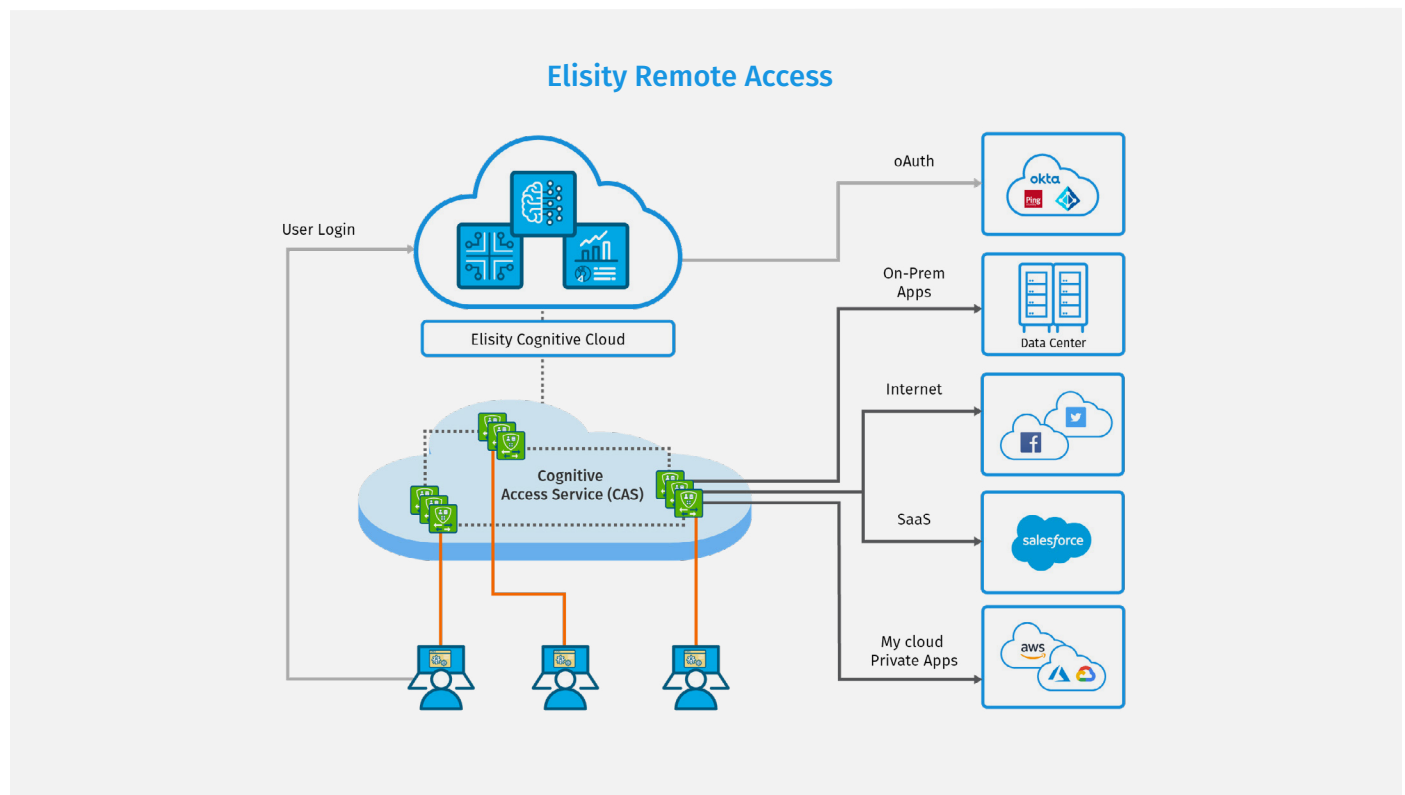 Elisity Remote Access
oAuth
okta
Ping
User Login
On-Prem
Apps
Data Center
Elisity Cognitive Cloud
Internet
f
Cognitive
Access Service (CAS)
SaaS
salesforce
My cloud
Private Apps
aws